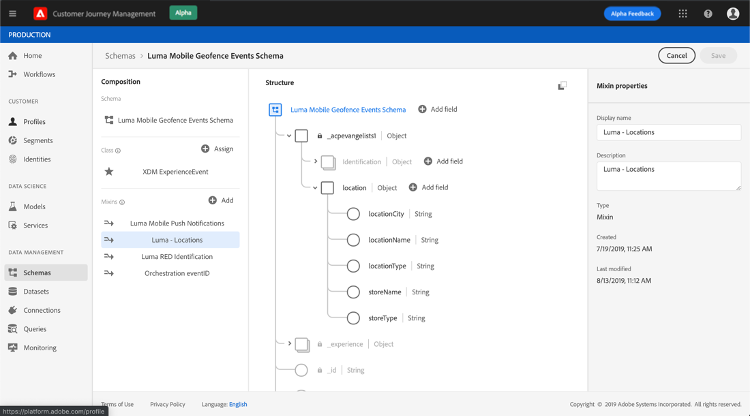 Customer Journey Management
Alpha
Alpha Feedback
PRODUCTION
Home
Workflows
CUSTOMER
Profiles
Segments
Identities
DATA SCIENCE
Models
Services
DATA MANAGEMENT
Schemas
Datasets
Connections
Queries
Monitoring
https://platform.adobe.com/profile
Schemas > Luma Mobile Geofence Events Schema
Cancel
Save
Composition
Schema
Luma Mobile Geofence Events Schema
Class
Assign
XDM ExperienceEvent
Mixins
Add
Luma Mobile Push Notifications
Luma - Locations
Luma RED Identification
Orchestration eventID
Structure
Luma Mobile Geofence Events Schema Add field
_acpevangelists1 | Object
Identification | Object Add field
location | Object Add field
locationCity | String
locationName | String
locationType | String
storeName | String
storeType | String
_experience | Object
_id | String
Mixin properties
Display name
Luma - Locations
Description
Luma - Locations
Type
Mixin
Created
7/19/2019, 11:25 AM
Last modified
8/13/2019, 11:12 AM
Terms of Use Privacy Policy Language: English
Copyright © 2019 Adobe Systems Incorporated. All rights reserved.